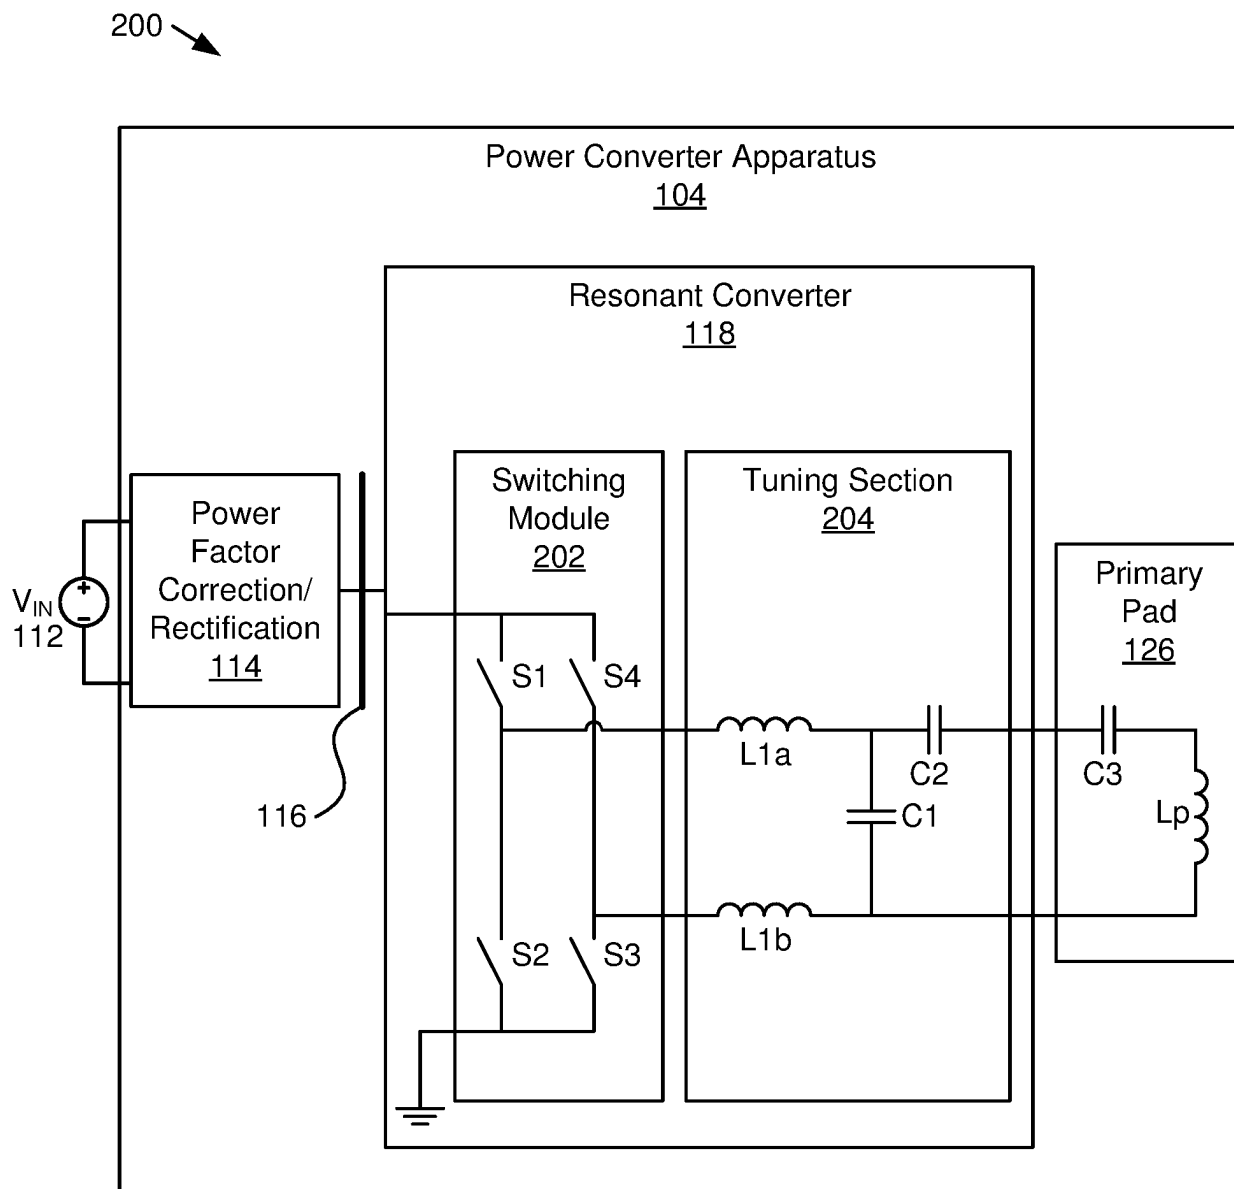 200
Power Converter Apparatus
104
Resonant Converter
118
Switching
Module
202
Tuning Section
204
Power
Factor
Correction/
Rectification
114
VIN
112
+
-
116
Primary
Pad
126
S1
S4
L1a
C2
C3
C1
Lp
L1b
S2
S3